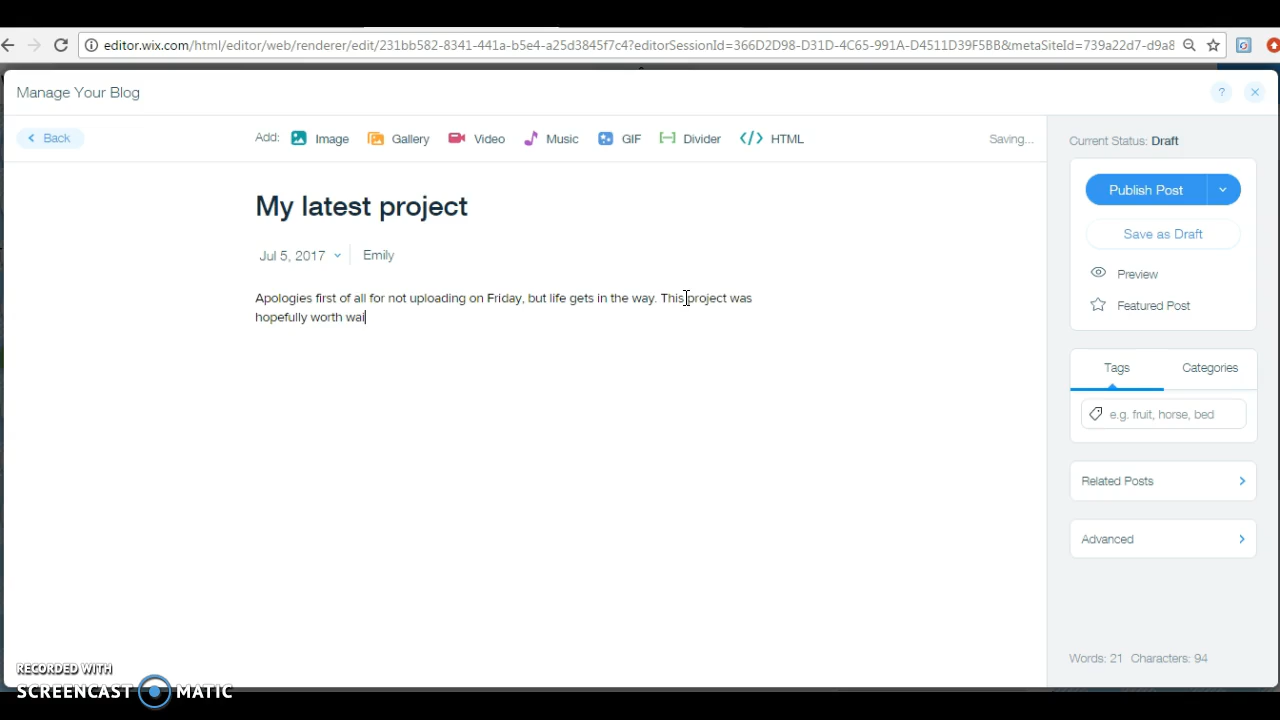 editor.wix.com/html/editor/web/renderer/edit/231bb582-8341-441a-b5e4-a25d3845f7c4?editorSessionId=366D2D98-D31D-4C65-991A-D4511D39F5BB&metaSiteId=739a22d7-d9a8
Manage Your Blog
?
Back
Add: Image Gallery Video Music GIF Divider </> HTML
Saving...
Current Status: Draft
Publish Post
My latest project
Save as Draft
Jul 5, 2017 Emily
Preview
Apologies first of all for not uploading on Friday, but life gets in the way. This project was
Featured Post
hopefully worth wai
Tags Categories
e.g. fruit, horse, bed
Related Posts
Advanced
Words: 21 Characters: 94
RECORDED WITH
SCREENCAST MATIC